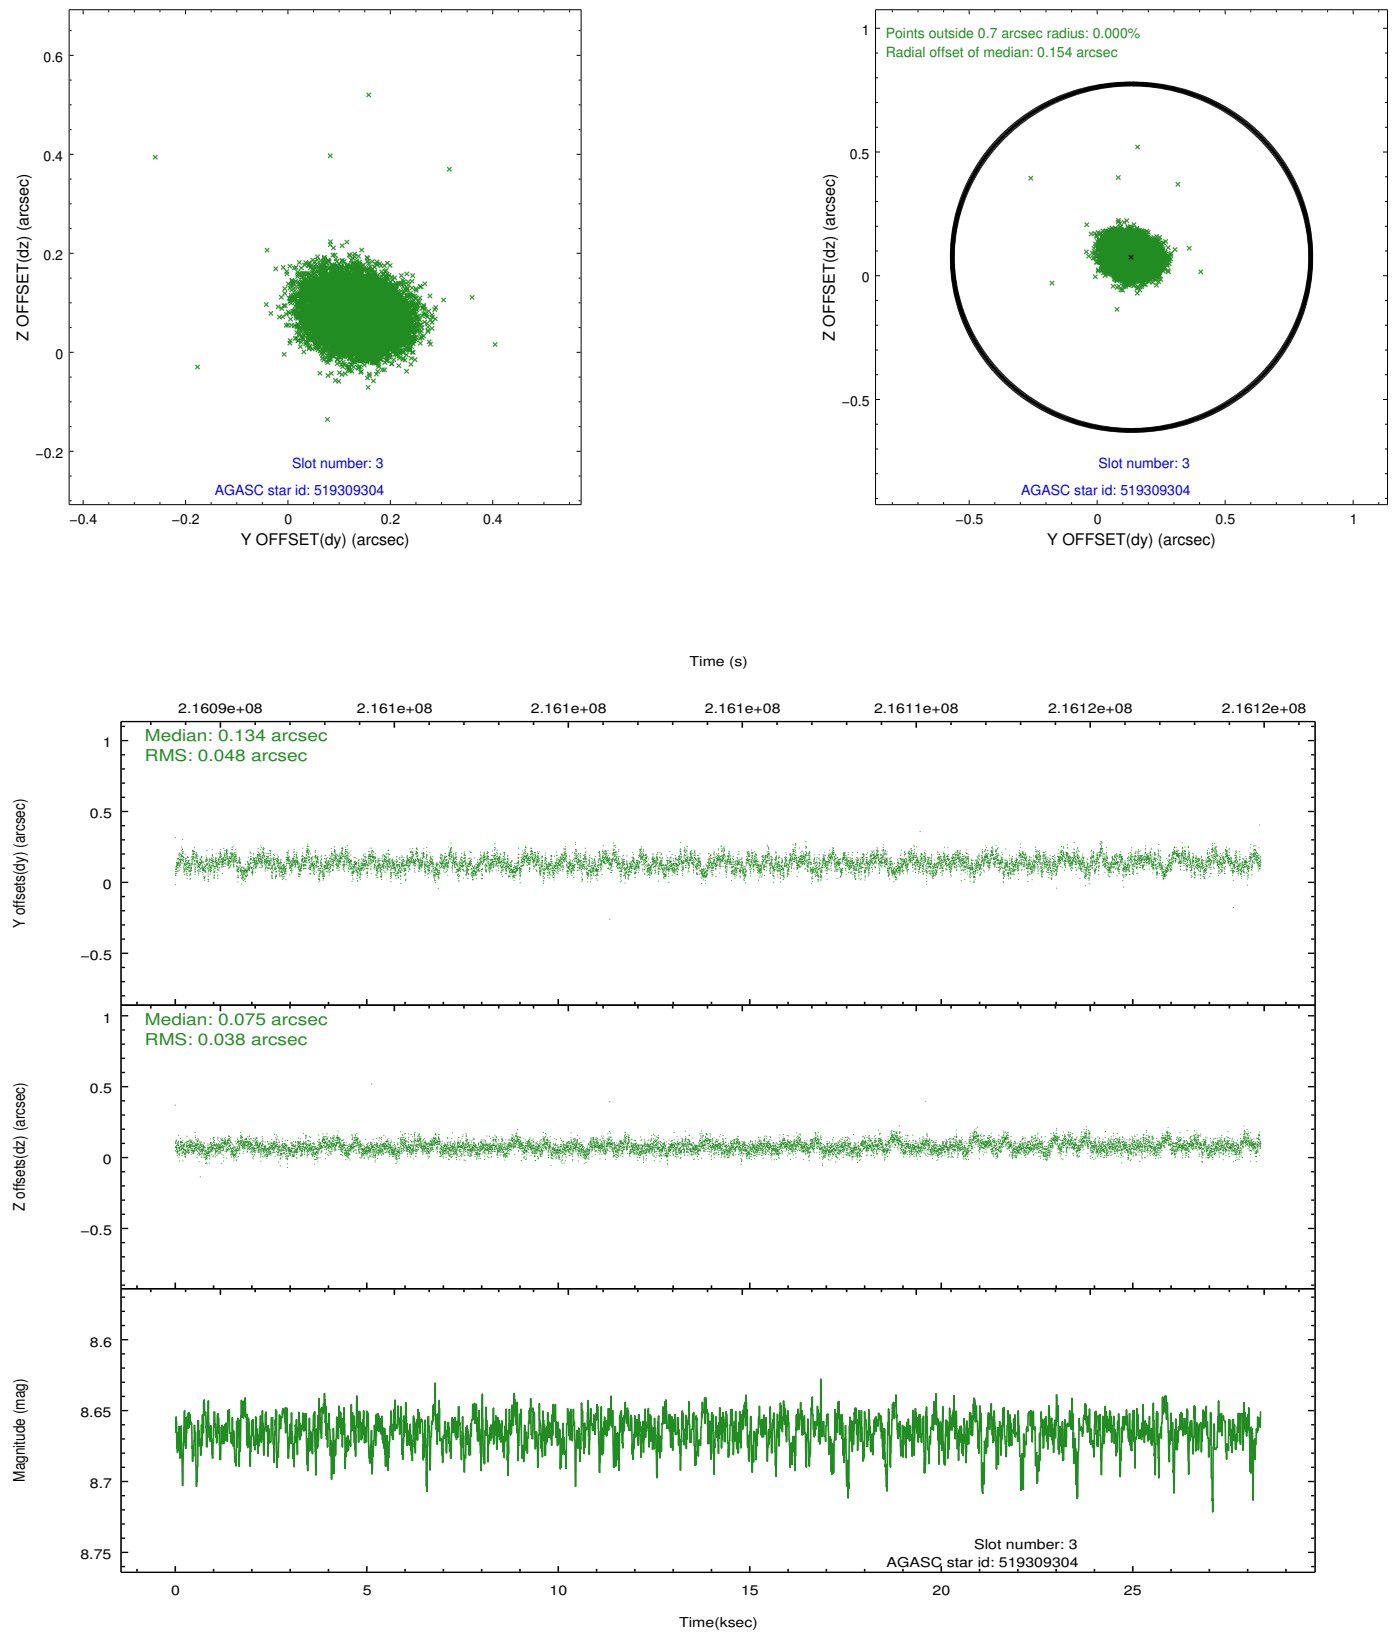 0.6
0.4
0.2
0
−0.2
Z OFFSET(dz) (arcsec)
Slot number: 3
AGASC star id: 519309304
−0.4
−0.2
0
0.2
0.4
Y OFFSET(dy) (arcsec)
Points outside 0.7 arcsec radius: 0.000%
Radial offset of median: 0.154 arcsec
1
0.5
0
−0.5
Z OFFSET(dz) (arcsec)
Slot number: 3
AGASC star id: 519309304
−0.5
0
0.5
1
Y OFFSET(dy) (arcsec)
Time (s)
2.1609e+08
2.161e+08
2.161e+08
2.161e+08
2.1611e+08
2.1612e+08
2.1612e+08
Median: 0.134 arcsec
RMS: 0.048 arcsec
1
0.5
0
−0.5
Y offsets(dy) (arcsec)
Median: 0.075 arcsec
RMS: 0.038 arcsec
1
0.5
0
−0.5
Z offsets(dz) (arcsec)
8.6
8.65
8.7
8.75
Magnitude (mag)
Slot number: 3
AGASC star id: 519309304
0
5
10
15
20
25
Time(ksec)